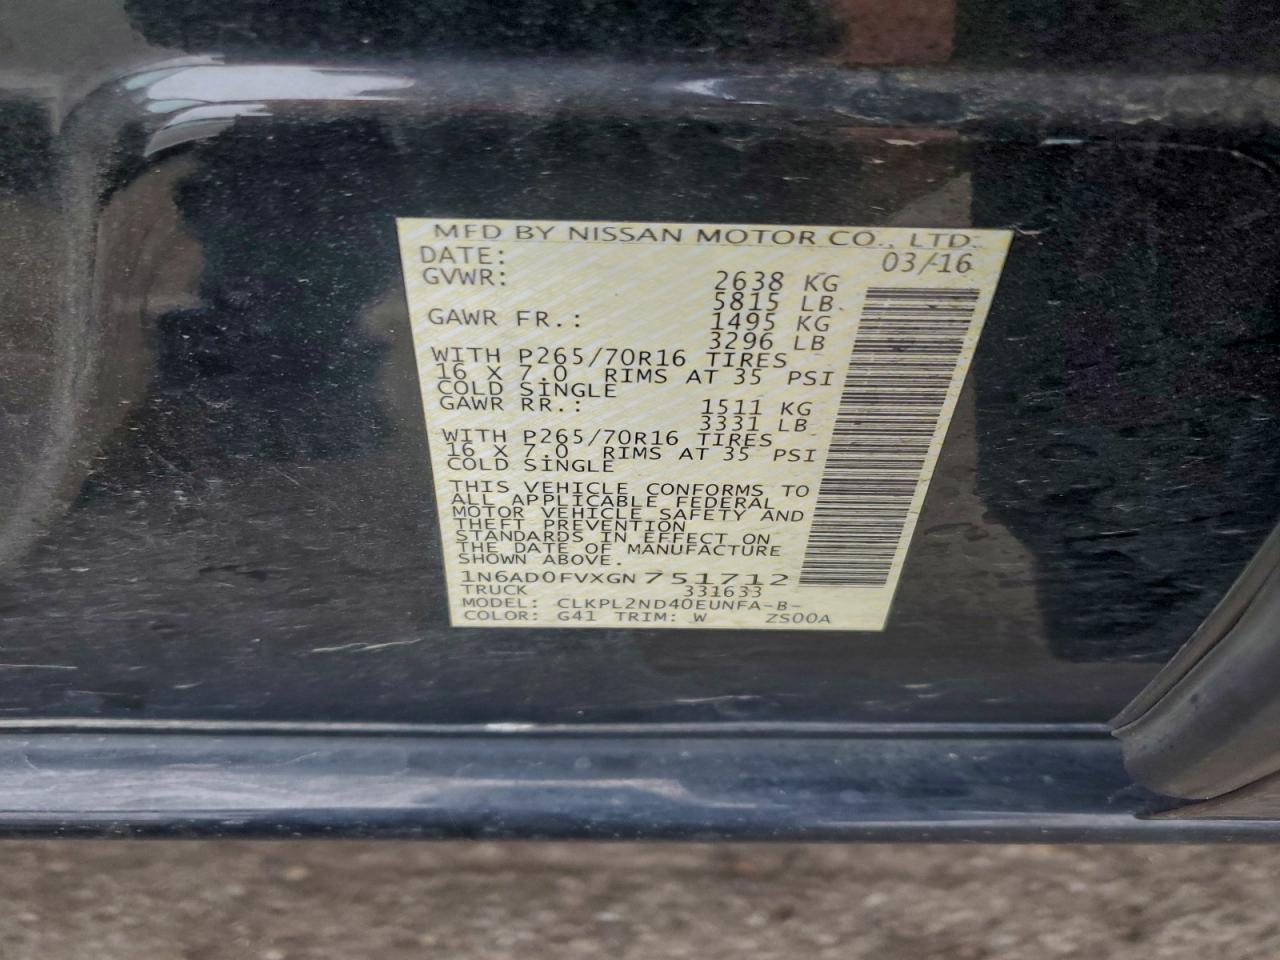 MFD BY NISSAN MOTOR CO., LTD.
DATE: 03/16
GVWR: 2638 KG
5815 LB
GAWR FR.: 1495 KG
3296 LB
WITH P265/70R16 TIRES
16 X 7.0 RIMS AT 35 PSI
COLD SINGLE
GAWR RR.: 1511 KG
3331 LB
WITH P265/70R16 TIRES
16 X 7.0 RIMS AT 35 PSI
COLD SINGLE
THIS VEHICLE CONFORMS TO
ALL APPLICABLE FEDERAL
MOTOR VEHICLE SAFETY AND
THEFT PREVENTION
STANDARDS IN EFFECT ON
THE DATE OF MANUFACTURE
SHOWN ABOVE.
1N6AD0FVXGN751712
TRUCK 331633
MODEL: CLKPL2ND40EUNFA-B-
COLOR: G41 TRIM: W ZS00A